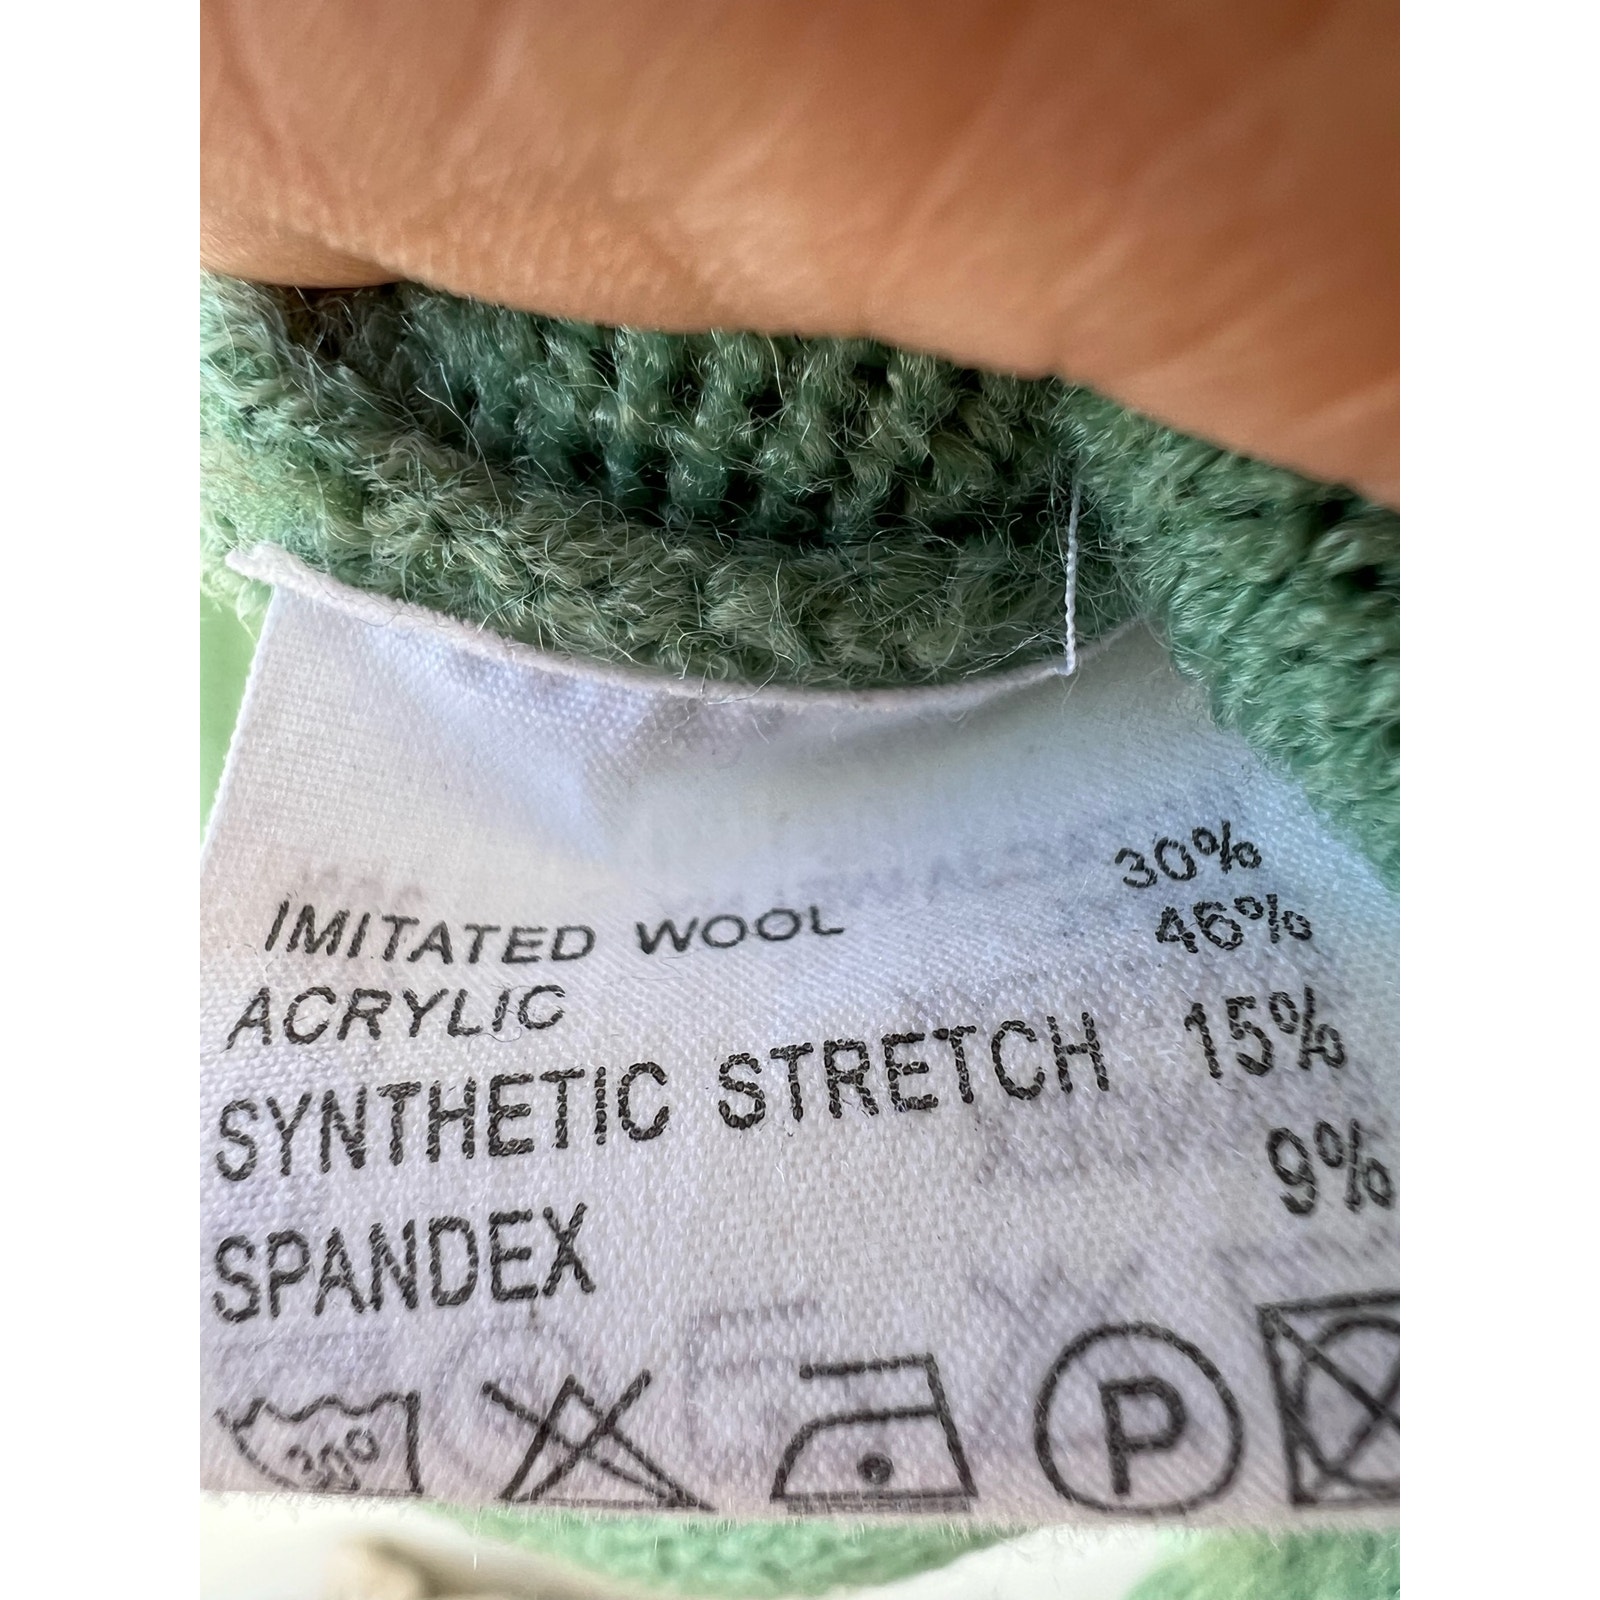 IMITATED WOOL 30%
ACRYLIC 46%
SYNTHETIC STRETCH 15%
SPANDEX 9%
30°
P